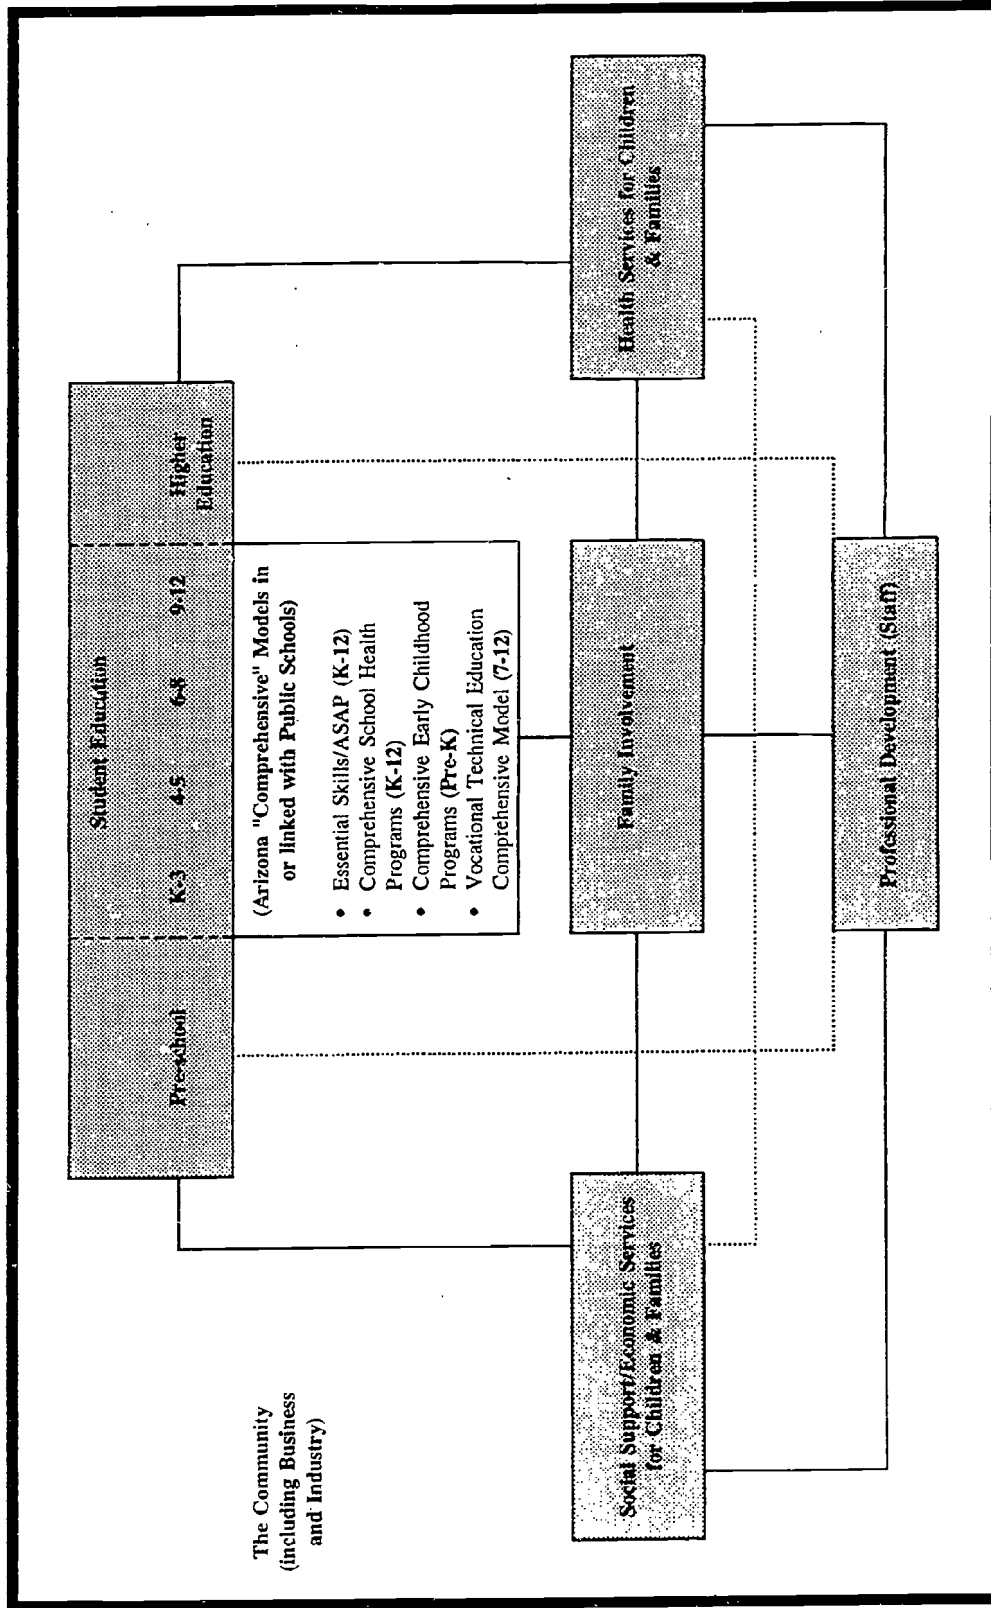 Student Education
Pre-school K-3 4-5 6-8 9-12 Higher
Education
The Community
(including Business
and Industry)
(Arizona "Comprehensive" Models in
or linked with Public Schools)
• Essential Skills/ASAP (K-12)
• Comprehensive School Health
Programs (K-12)
• Comprehensive Early Childhood
Programs (Pre-K)
• Vocational Technical Education
Comprehensive Model (7-12)
Social Support/Economic Services
for Children & Families
Family Involvement
Health Services for Children
& Families
Professional Development (Staff)